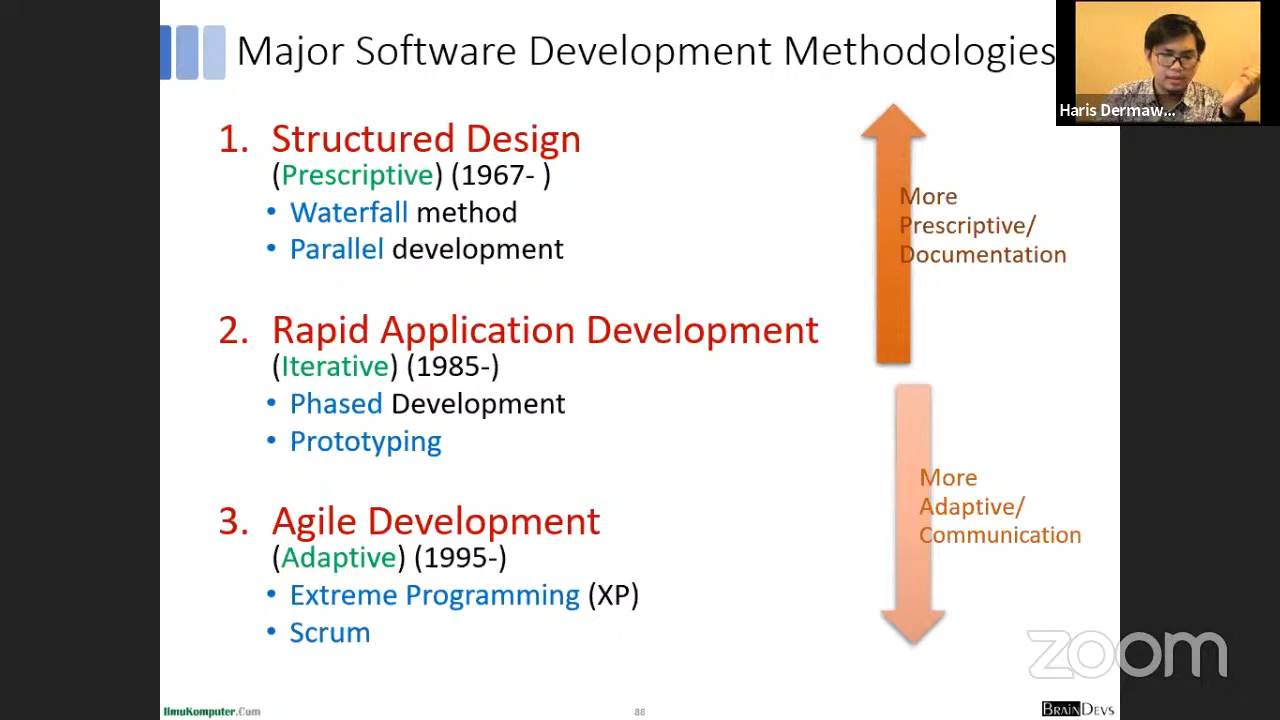 Major Software Development Methodologies
Haris Dermaw...
1. Structured Design
(Prescriptive) (1967- )
• Waterfall method
• Parallel development
More
Prescriptive/
Documentation
2. Rapid Application Development
(Iterative) (1985-)
• Phased Development
• Prototyping
More
Adaptive/
Communication
3. Agile Development
(Adaptive) (1995-)
• Extreme Programming (XP)
• Scrum
zoom
IlmuKomputer.Com
88
BRAINDEVS